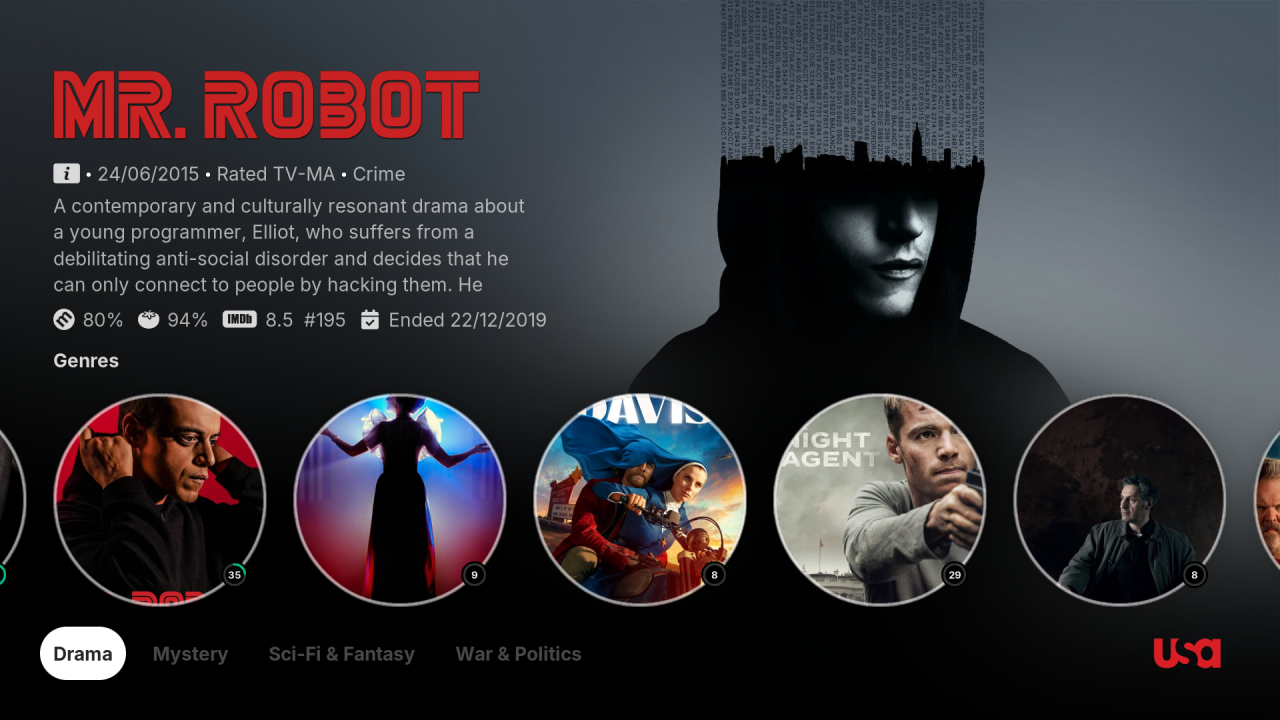 MR. ROBOT
i • 24/06/2015 • Rated TV-MA • Crime
A contemporary and culturally resonant drama about
a young programmer, Elliot, who suffers from a
debilitating anti-social disorder and decides that he
can only connect to people by hacking them. He
80% 94% IMDb 8.5 #195 Ended 22/12/2019
Genres
DAVIS
NIGHT
AGENT
35
9
8
29
8
Drama Mystery Sci-Fi & Fantasy War & Politics
usa